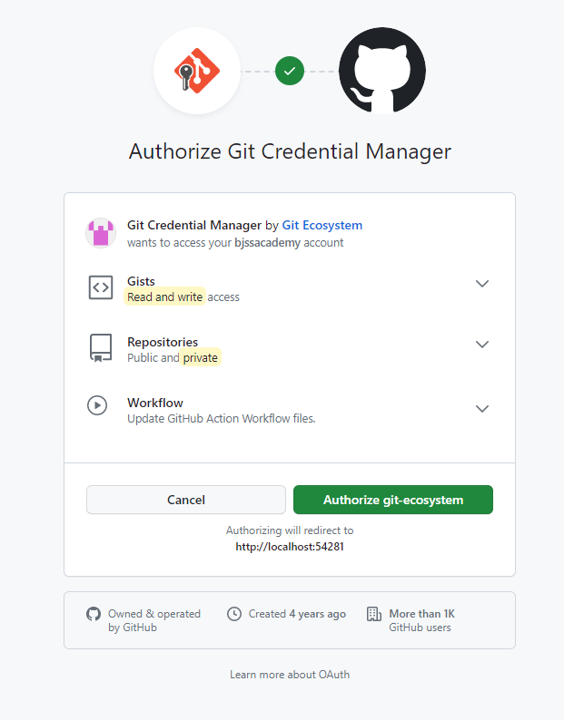 Authorize Git Credential Manager
Git Credential Manager by Git Ecosystem
wants to access your bjssacademy account
Gists
Read and write access
Repositories
Public and private
Workflow
Update GitHub Action Workflow files.
Cancel
Authorize git-ecosystem
Authorizing will redirect to
http://localhost:54281
Owned & operated
by GitHub
Created 4 years ago
More than 1K
GitHub users
Learn more about OAuth